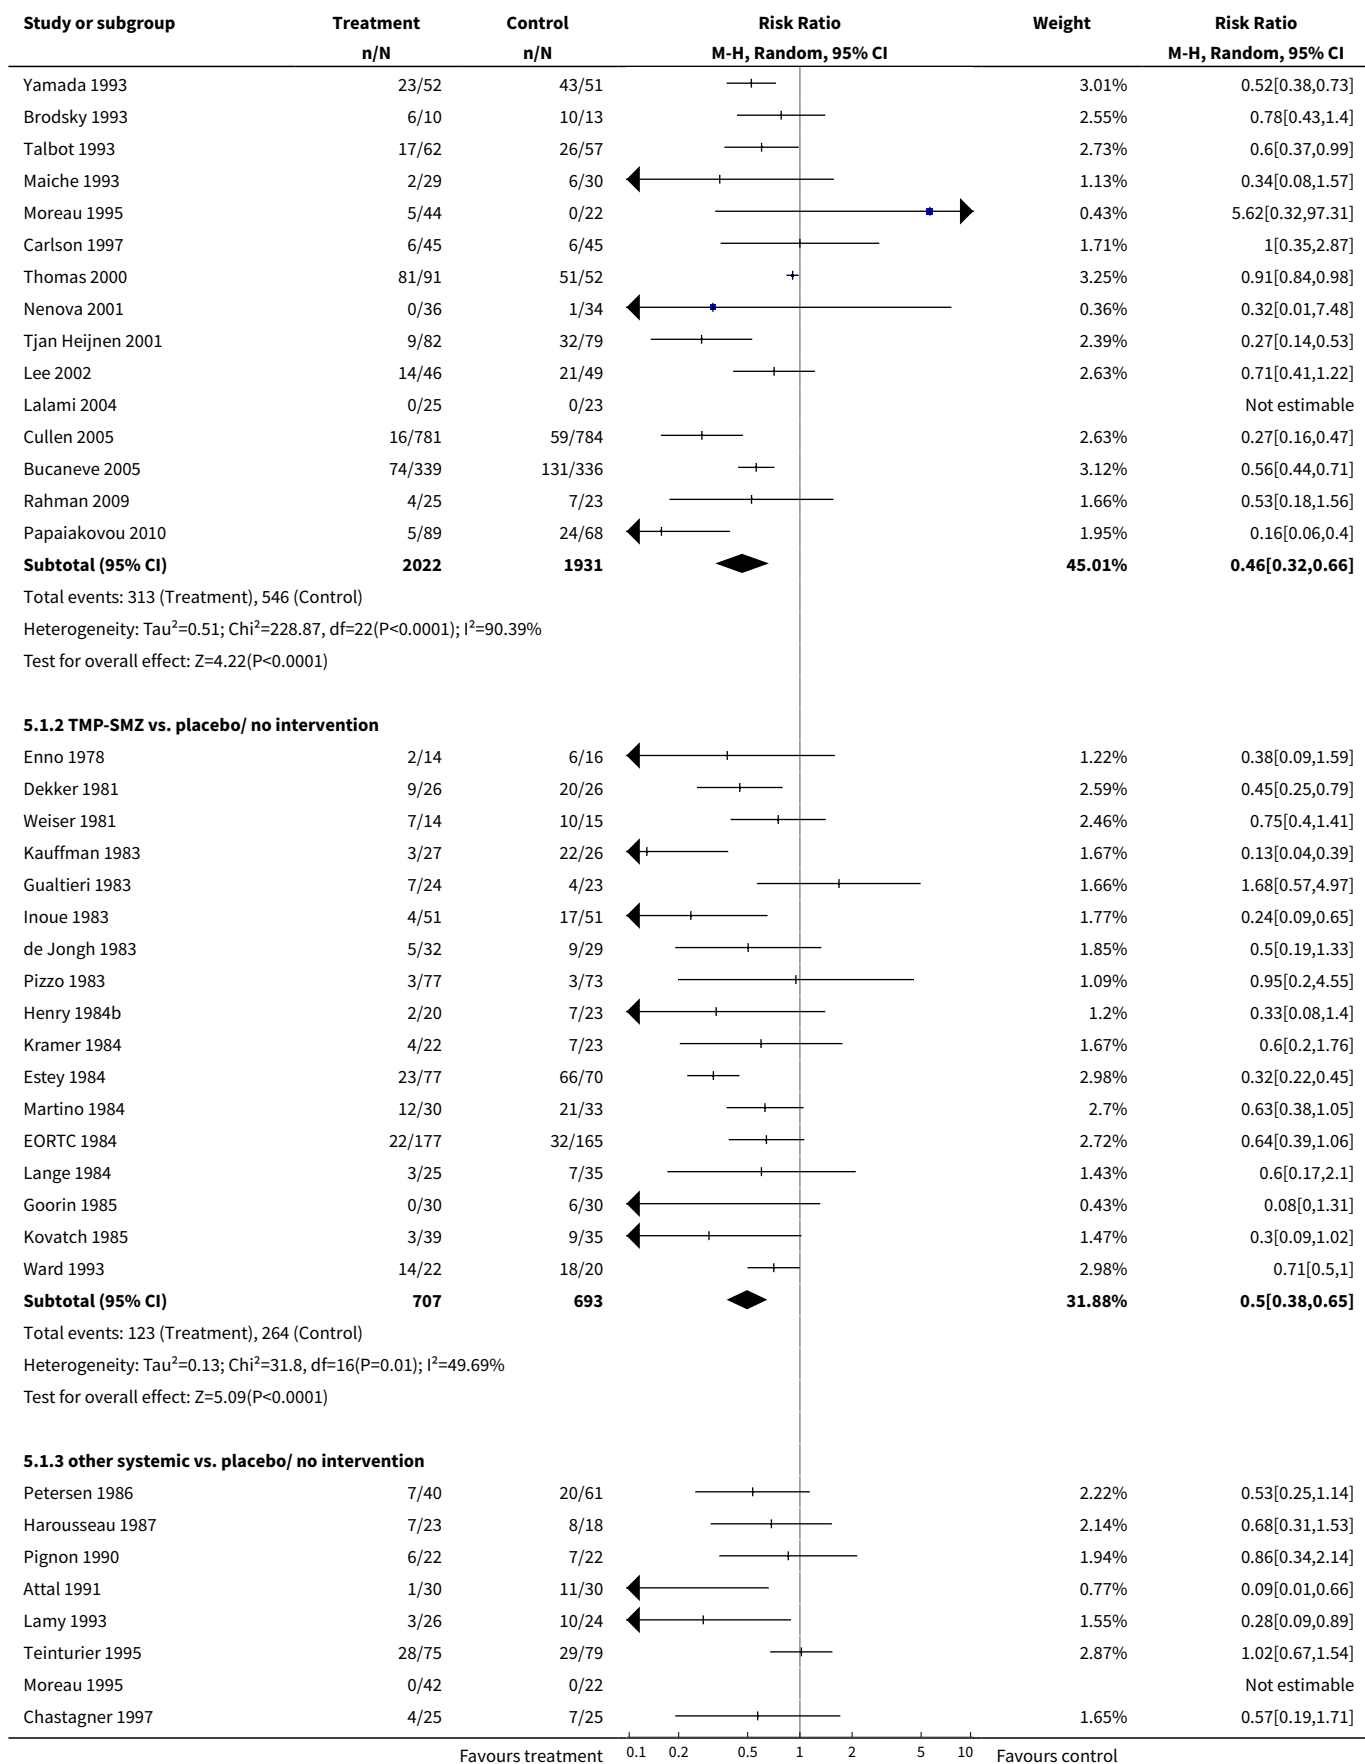 Study or subgroup Treatment Control Risk Ratio Weight Risk Ratio
n/N n/N M-H, Random, 95% CI M-H, Random, 95% CI
Yamada 1993 23/52 43/51 3.01% 0.52[0.38,0.73]
Brodsky 1993 6/10 10/13 2.55% 0.78[0.43,1.4]
Talbot 1993 17/62 26/57 2.73% 0.6[0.37,0.99]
Maiche 1993 2/29 6/30 1.13% 0.34[0.08,1.57]
Moreau 1995 5/44 0/22 0.43% 5.62[0.32,97.31]
Carlson 1997 6/45 6/45 1.71% 1[0.35,2.87]
Thomas 2000 81/91 51/52 3.25% 0.91[0.84,0.98]
Nenova 2001 0/36 1/34 0.36% 0.32[0.01,7.48]
Tjan Heijnen 2001 9/82 32/79 2.39% 0.27[0.14,0.53]
Lee 2002 14/46 21/49 2.63% 0.71[0.41,1.22]
Lalami 2004 0/25 0/23 Not estimable
Cullen 2005 16/781 59/784 2.63% 0.27[0.16,0.47]
Bucaneve 2005 74/339 131/336 3.12% 0.56[0.44,0.71]
Rahman 2009 4/25 7/23 1.66% 0.53[0.18,1.56]
Papaiakovou 2010 5/89 24/68 1.95% 0.16[0.06,0.4]
Subtotal (95% CI) 2022 1931 45.01% 0.46[0.32,0.66]
Total events: 313 (Treatment), 546 (Control)
Heterogeneity: Tau²=0.51; Chi²=228.87, df=22(P<0.0001); I²=90.39%
Test for overall effect: Z=4.22(P<0.0001)
5.1.2 TMP-SMZ vs. placebo/ no intervention
Enno 1978 2/14 6/16 1.22% 0.38[0.09,1.59]
Dekker 1981 9/26 20/26 2.59% 0.45[0.25,0.79]
Weiser 1981 7/14 10/15 2.46% 0.75[0.4,1.41]
Kauffman 1983 3/27 22/26 1.67% 0.13[0.04,0.39]
Gualtieri 1983 7/24 4/23 1.66% 1.68[0.57,4.97]
Inoue 1983 4/51 17/51 1.77% 0.24[0.09,0.65]
de Jongh 1983 5/32 9/29 1.85% 0.5[0.19,1.33]
Pizzo 1983 3/77 3/73 1.09% 0.95[0.2,4.55]
Henry 1984b 2/20 7/23 1.2% 0.33[0.08,1.4]
Kramer 1984 4/22 7/23 1.67% 0.6[0.2,1.76]
Estey 1984 23/77 66/70 2.98% 0.32[0.22,0.45]
Martino 1984 12/30 21/33 2.7% 0.63[0.38,1.05]
EORTC 1984 22/177 32/165 2.72% 0.64[0.39,1.06]
Lange 1984 3/25 7/35 1.43% 0.6[0.17,2.1]
Goorin 1985 0/30 6/30 0.43% 0.08[0,1.31]
Kovatch 1985 3/39 9/35 1.47% 0.3[0.09,1.02]
Ward 1993 14/22 18/20 2.98% 0.71[0.5,1]
Subtotal (95% CI) 707 693 31.88% 0.5[0.38,0.65]
Total events: 123 (Treatment), 264 (Control)
Heterogeneity: Tau²=0.13; Chi²=31.8, df=16(P=0.01); I²=49.69%
Test for overall effect: Z=5.09(P<0.0001)
5.1.3 other systemic vs. placebo/ no intervention
Petersen 1986 7/40 20/61 2.22% 0.53[0.25,1.14]
Harousseau 1987 7/23 8/18 2.14% 0.68[0.31,1.53]
Pignon 1990 6/22 7/22 1.94% 0.86[0.34,2.14]
Attal 1991 1/30 11/30 0.77% 0.09[0.01,0.66]
Lamy 1993 3/26 10/24 1.55% 0.28[0.09,0.89]
Teinturier 1995 28/75 29/79 2.87% 1.02[0.67,1.54]
Moreau 1995 0/42 0/22 Not estimable
Chastagner 1997 4/25 7/25 1.65% 0.57[0.19,1.71]
Favours treatment 0.1 0.2 0.5 1 2 5 10 Favours control